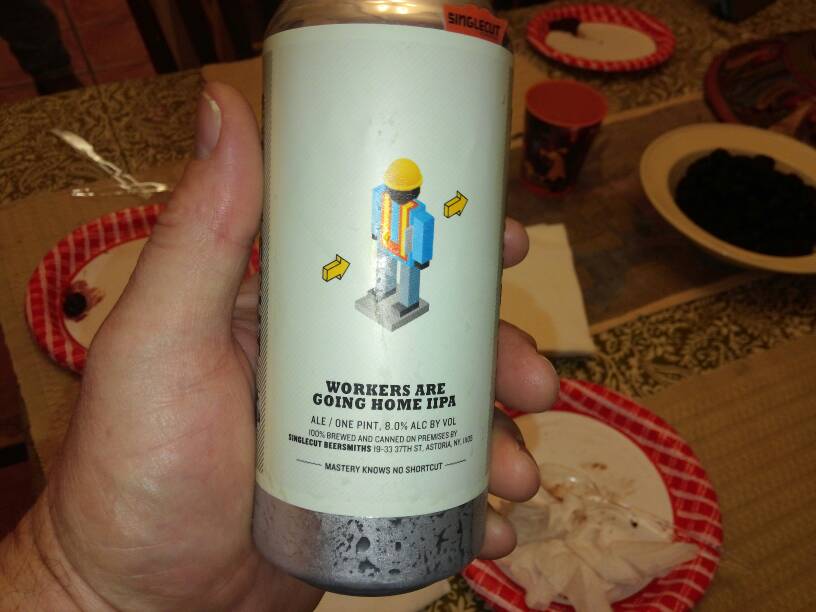 SINGLECUT
WORKERS ARE
GOING HOME IIPA
ALE / ONE PINT, 8.0% ALC BY VOL
100% BREWED AND CANNED ON PREMISES BY
SINGLECUT BEERSMITHS 19-33 37TH ST, ASTORIA, NY, 11105
MASTERY KNOWS NO SHORTCUT